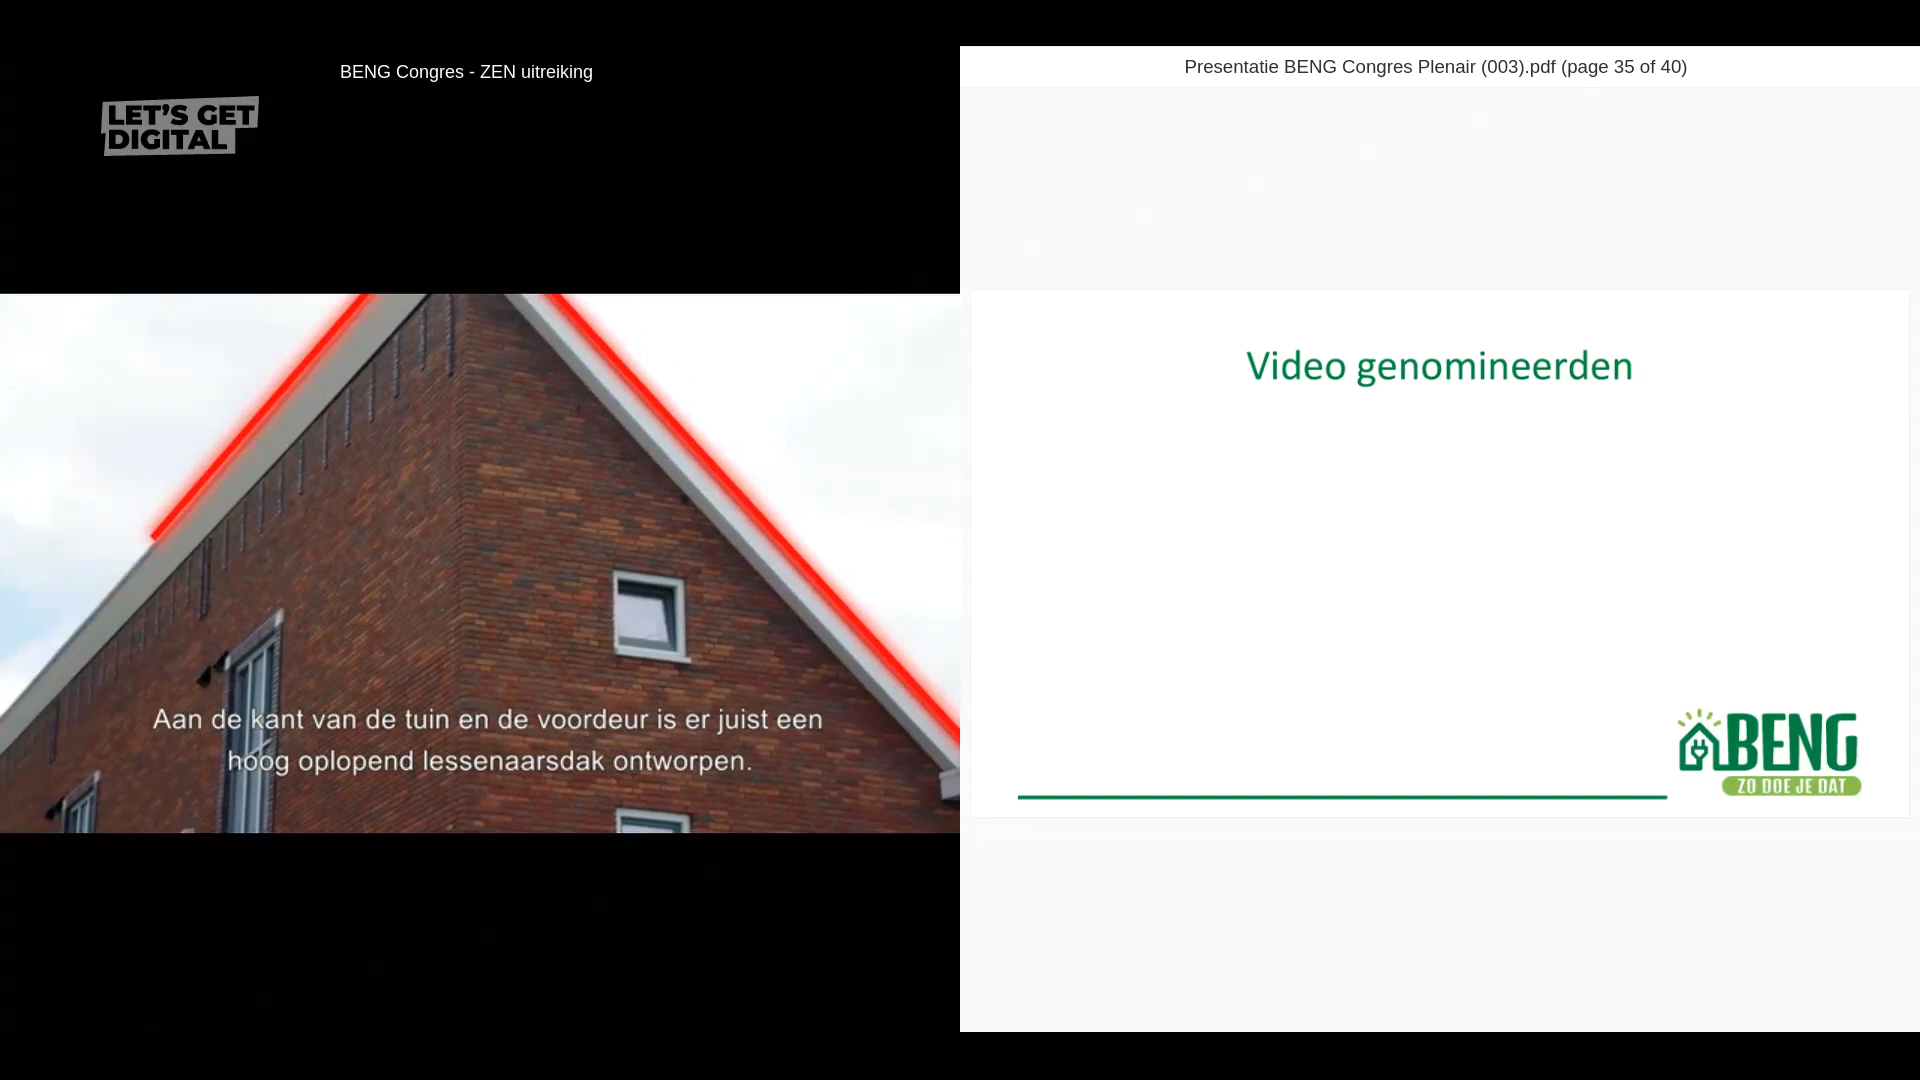 BENG Congres - ZEN uitreiking
LET'S GET
DIGITAL
Aan de kant van de tuin en de voordeur is er juist een
hoog oplopend lessenaarsdak ontworpen.
Presentatie BENG Congres Plenair (003).pdf (page 35 of 40)
Video genomineerden
BENG
ZO DOE JE DAT